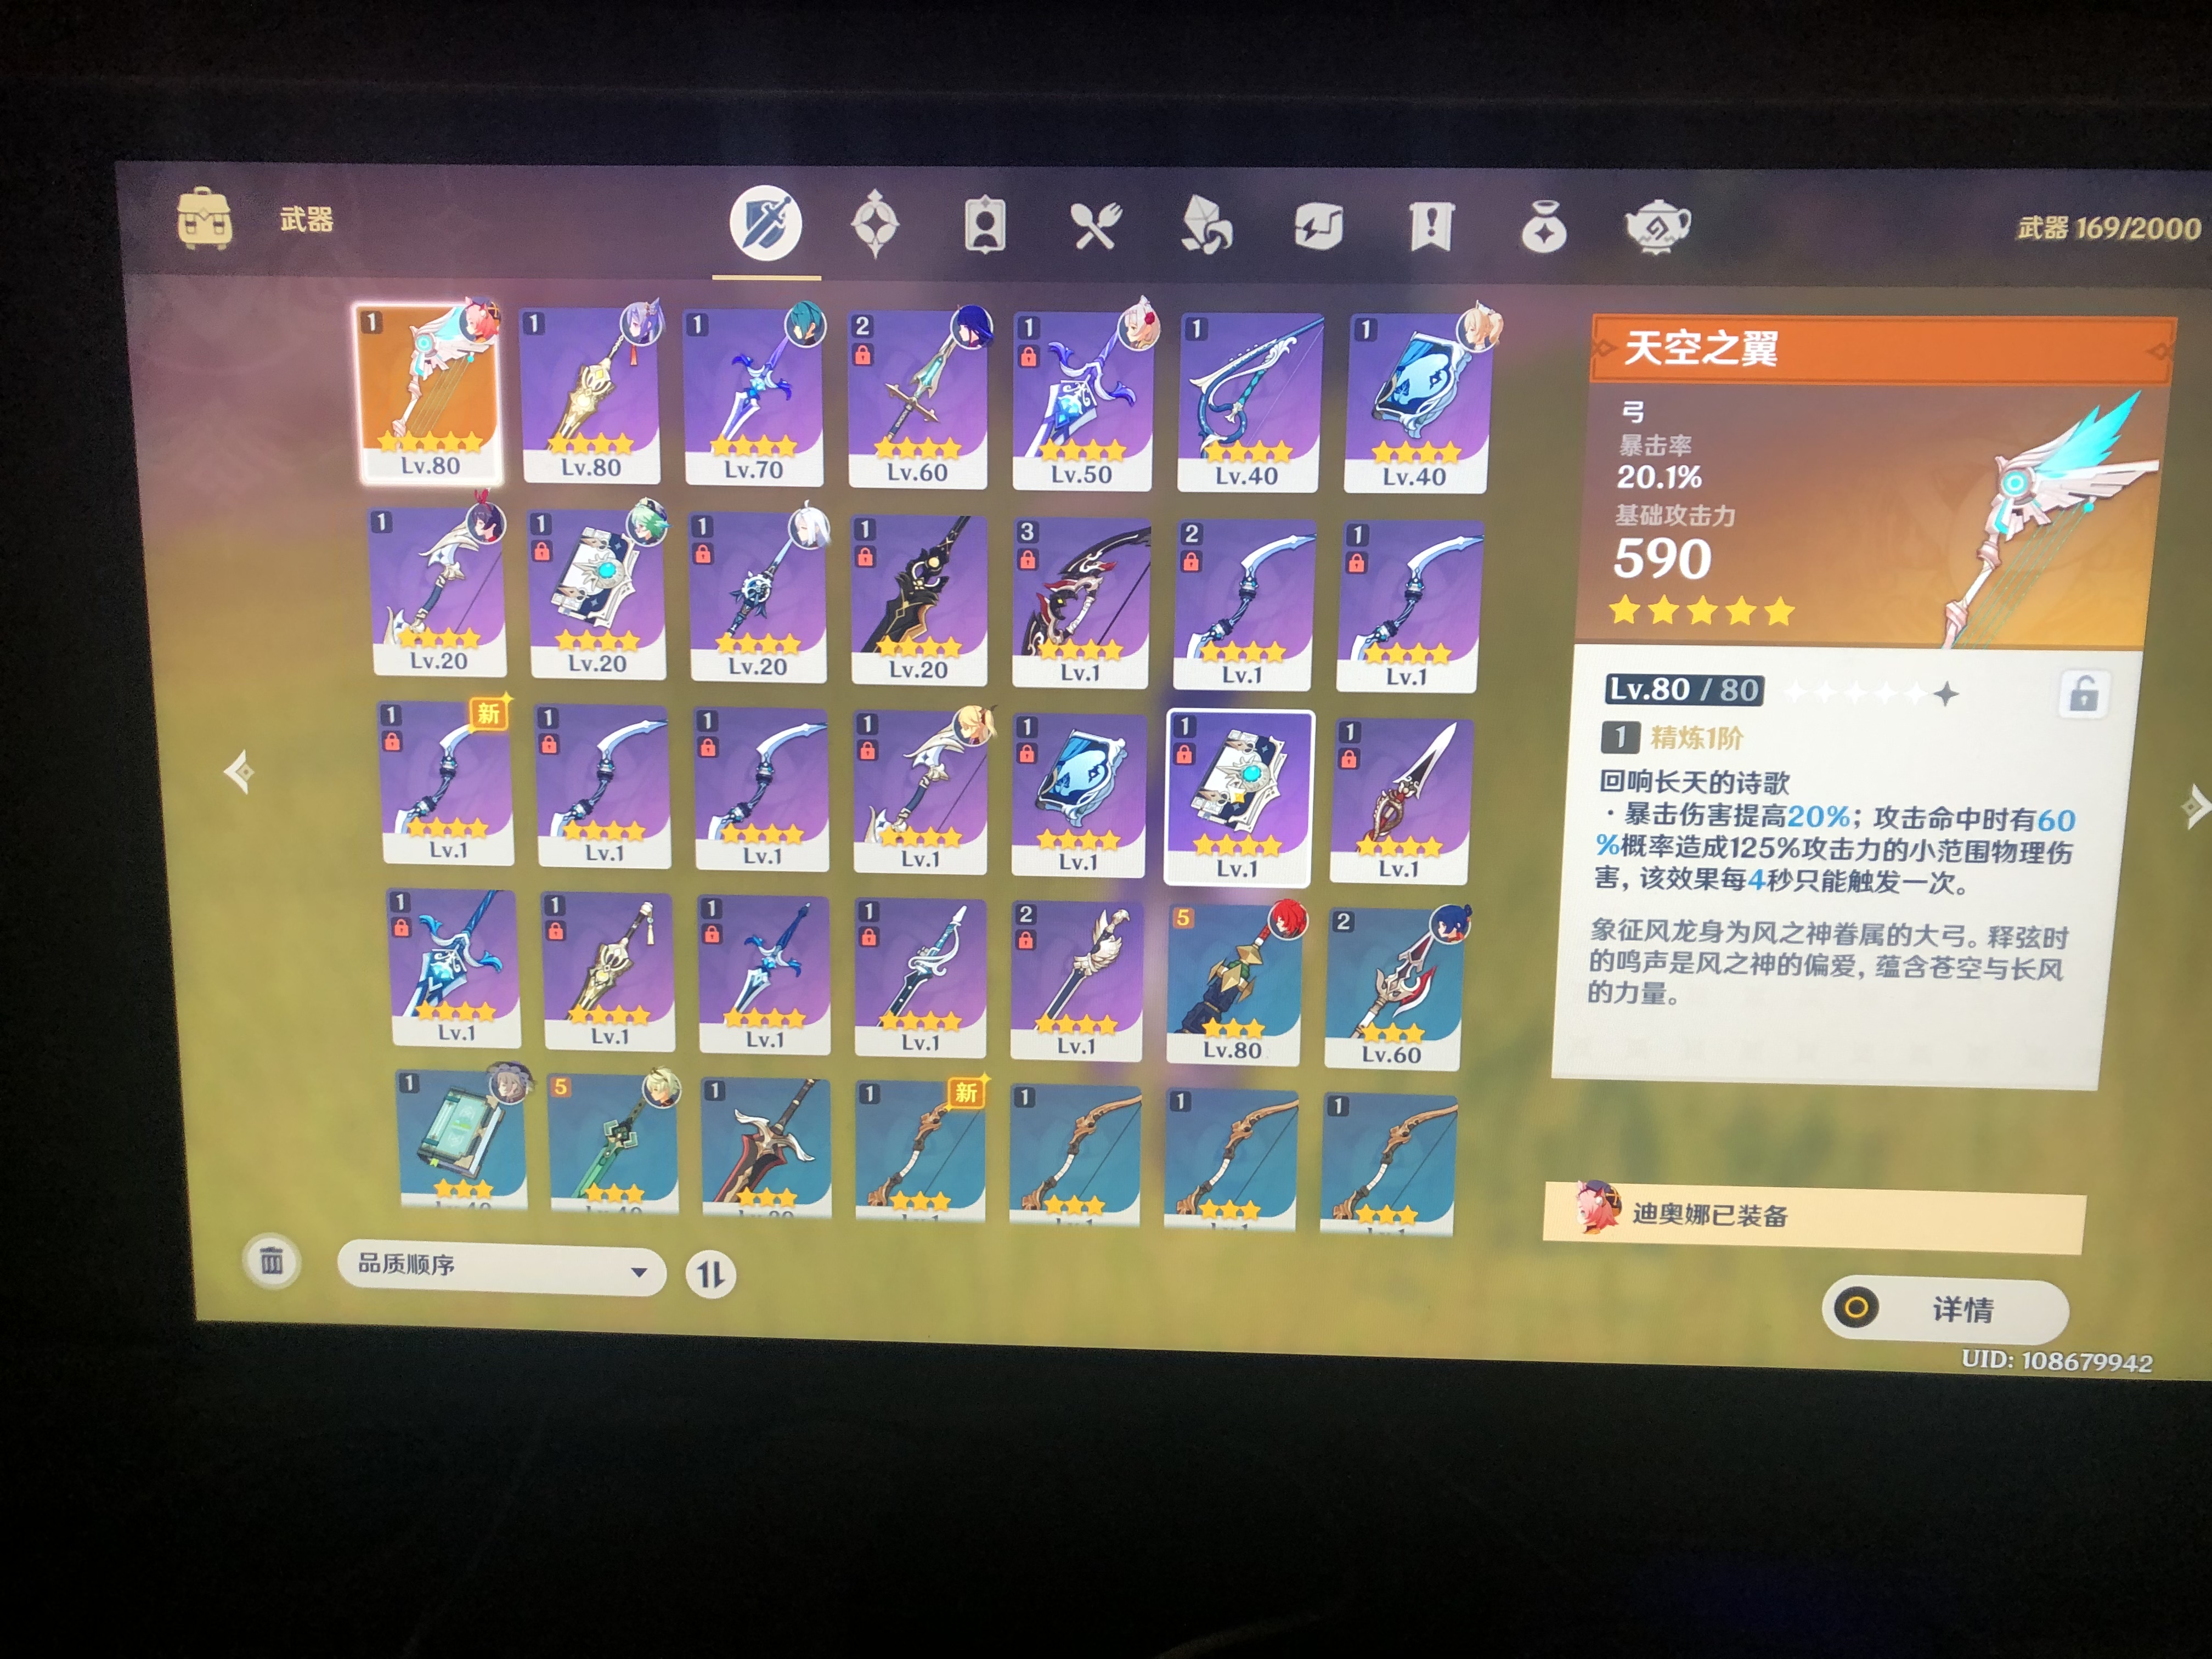 武器
武器 169/2000
1
1
1
2
1
1
1
Lv.80
Lv.80
Lv.70
Lv.60
Lv.50
Lv.40
Lv.40
1
1
1
1
3
2
1
Lv.20
Lv.20
Lv.20
Lv.20
Lv.1
Lv.1
Lv.1
1
新
1
1
1
1
1
1
Lv.1
Lv.1
Lv.1
Lv.1
Lv.1
Lv.1
Lv.1
1
1
1
1
2
5
2
Lv.1
Lv.1
Lv.1
Lv.1
Lv.1
Lv.80
Lv.60
1
5
1
1
新
1
1
1
天空之翼
弓
暴击率
20.1%
基础攻击力
590
Lv.80 / 80
1 精炼1阶
回响长天的诗歌
·暴击伤害提高20%；攻击命中时有60
%概率造成125%攻击力的小范围物理伤
害，该效果每4秒只能触发一次。
象征风龙身为风之神眷属的大弓。释弦时
的鸣声是风之神的偏爱，蕴含苍空与长风
的力量。
迪奥娜已装备
品质顺序
详情
UID: 108679942